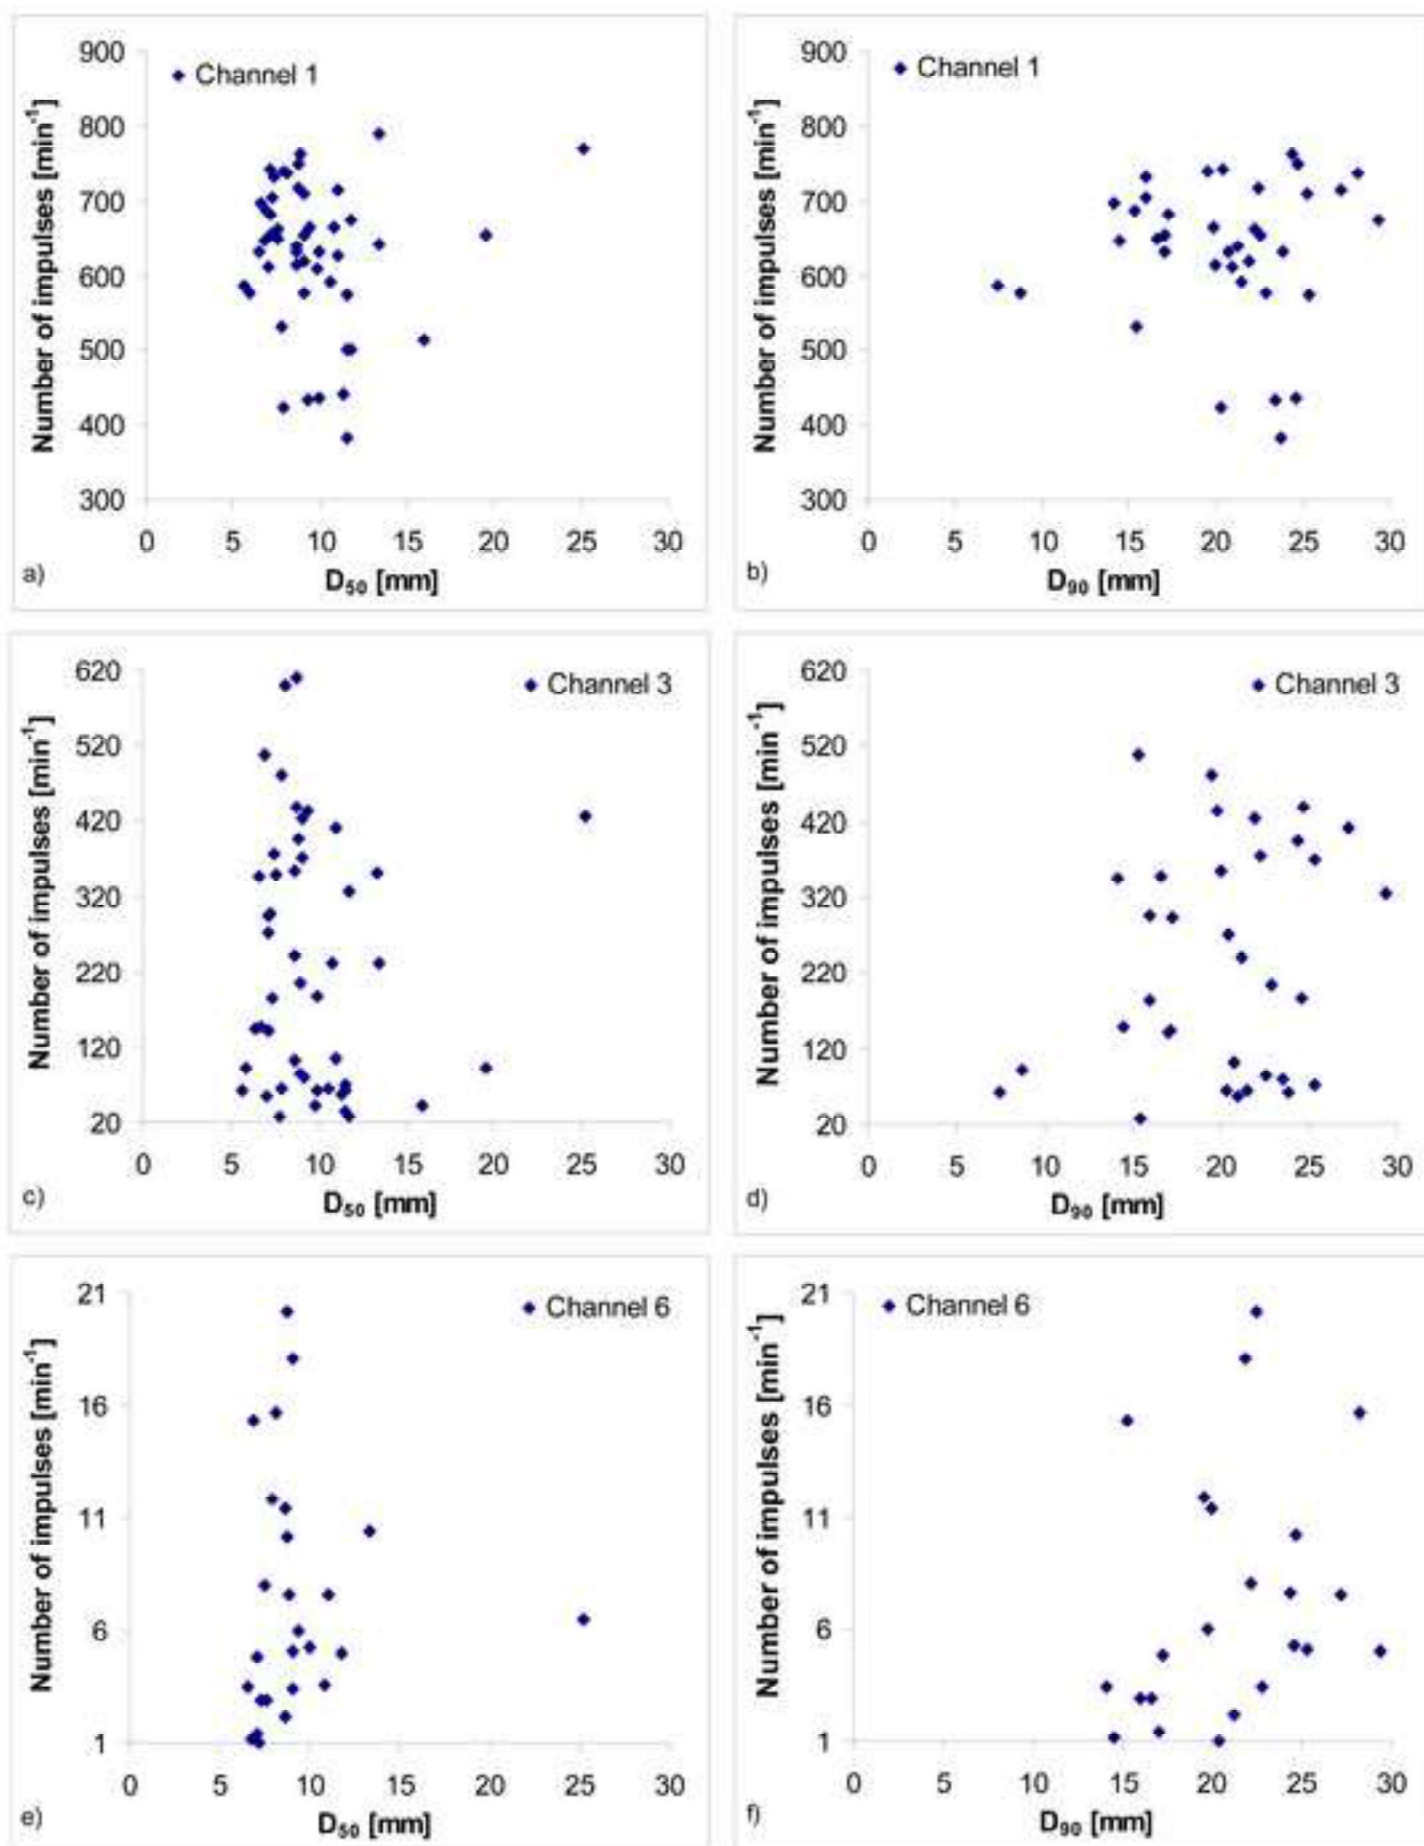 Channel 1
Number of impulses [min⁻¹]
900
800
700
600
500
400
300
0 5 10 15 20 25 30
D₅₀ [mm]
a)
Channel 1
Number of impulses [min⁻¹]
900
800
700
600
500
400
300
0 5 10 15 20 25 30
D₉₀ [mm]
b)
Channel 3
Number of impulses [min⁻¹]
620
520
420
320
220
120
20
0 5 10 15 20 25 30
D₅₀ [mm]
c)
Channel 3
Number of impulses [min⁻¹]
620
520
420
320
220
120
20
0 5 10 15 20 25 30
D₉₀ [mm]
d)
Channel 6
Number of impulses [min⁻¹]
21
16
11
6
1
0 5 10 15 20 25 30
D₅₀ [mm]
e)
Channel 6
Number of impulses [min⁻¹]
21
16
11
6
1
0 5 10 15 20 25 30
D₉₀ [mm]
f)